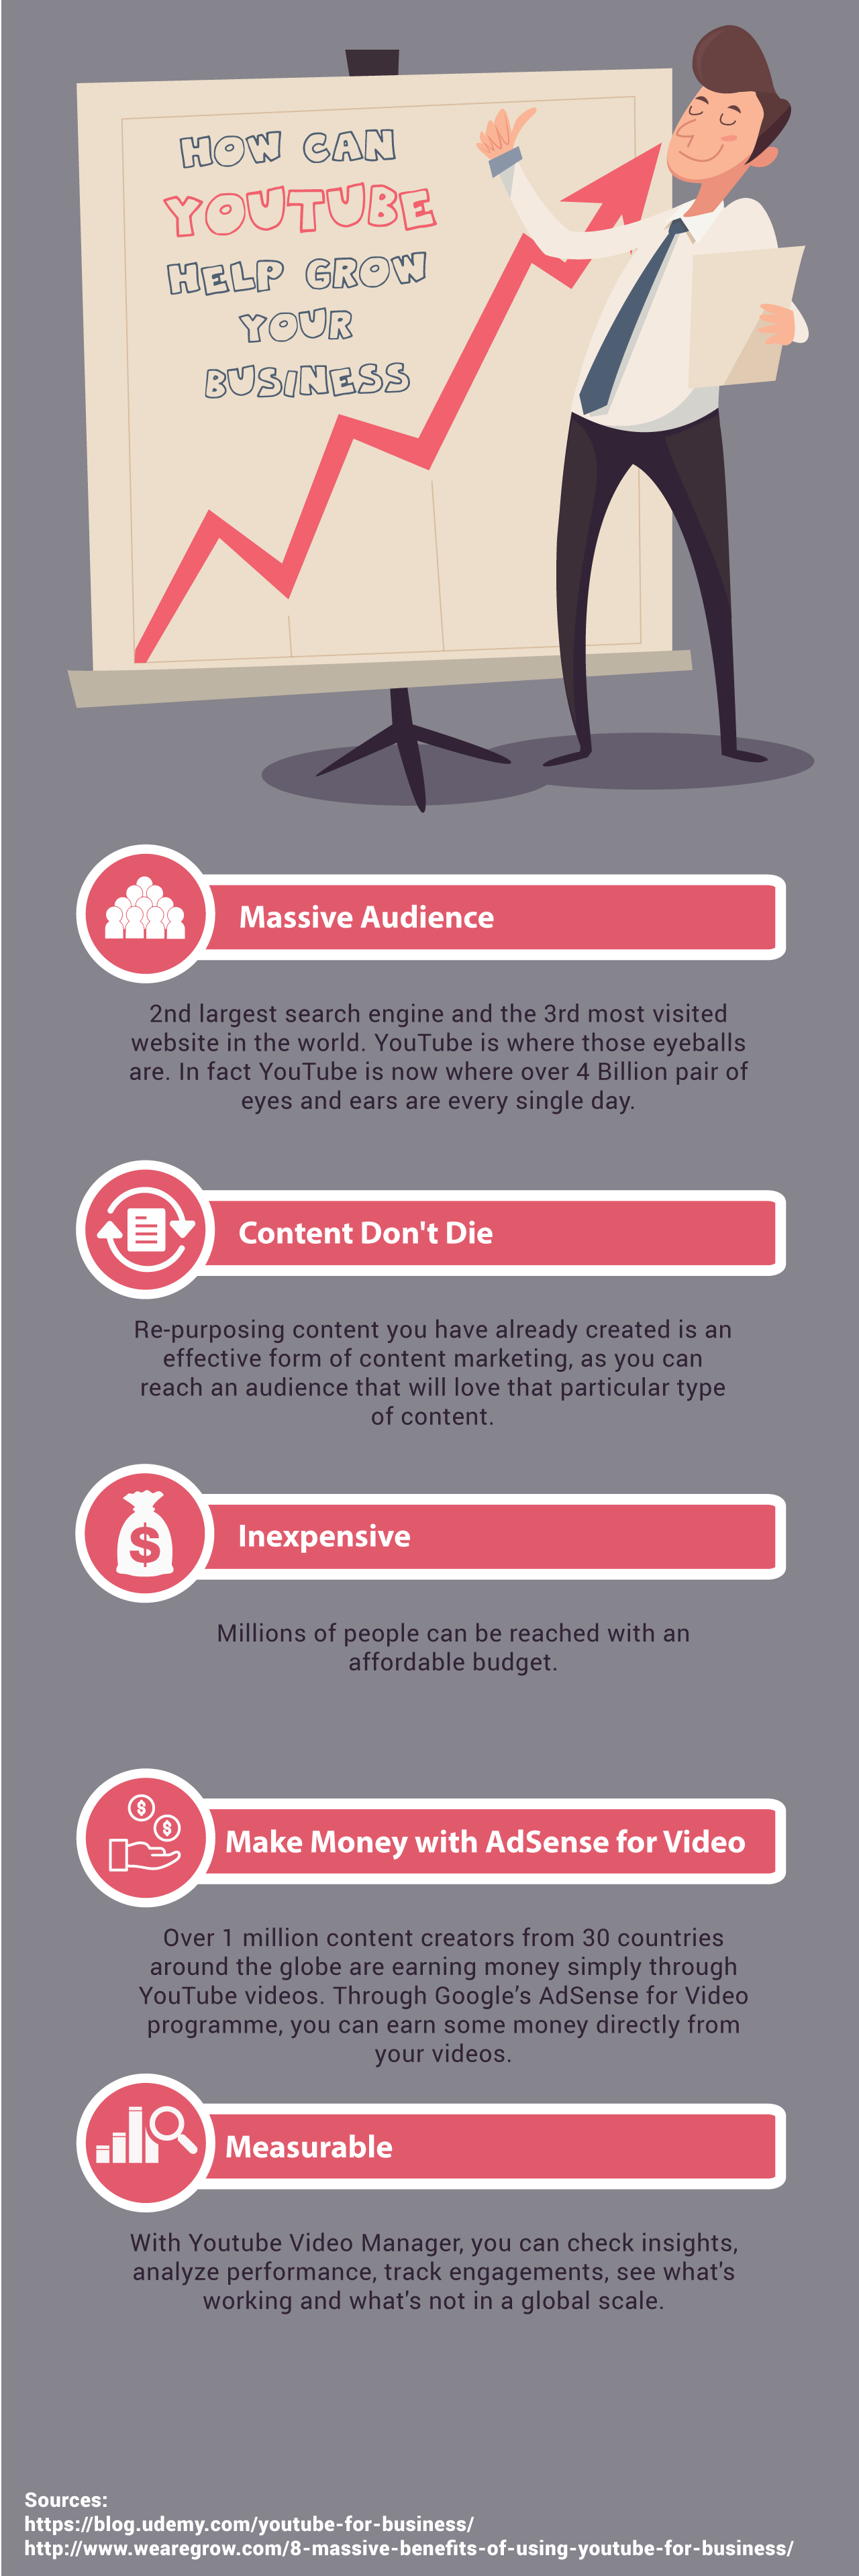 HOW CAN
YOUTUBE
HELP GROW
YOUR
BUSINESS
Massive Audience
2nd largest search engine and the 3rd most visited
website in the world. YouTube is where those eyeballs
are. In fact YouTube is now where over 4 Billion pair of
eyes and ears are every single day.
Content Don't Die
Re-purposing content you have already created is an
effective form of content marketing, as you can
reach an audience that will love that particular type
of content.
$
Inexpensive
Millions of people can be reached with an
affordable budget.
$
$
Make Money with AdSense for Video
Over 1 million content creators from 30 countries
around the globe are earning money simply through
YouTube videos. Through Google’s AdSense for Video
programme, you can earn some money directly from
your videos.
Measurable
With Youtube Video Manager, you can check insights,
analyze performance, track engagements, see what's
working and what's not in a global scale.
Sources:
https://blog.udemy.com/youtube-for-business/
http://www.wearegrow.com/8-massive-benefits-of-using-youtube-for-business/